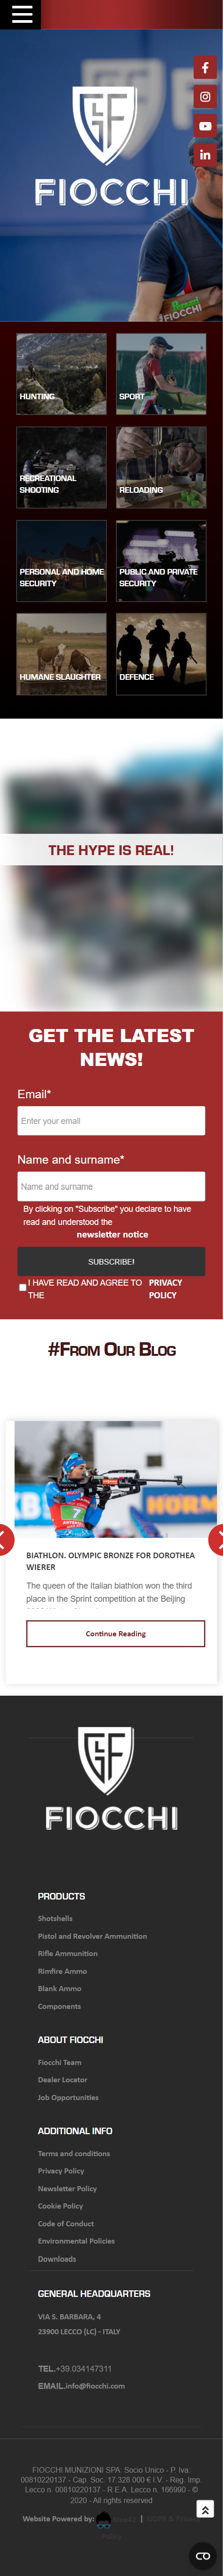 FIOCCHI
FIOCCHI
HUNTING
SPORT
RECREATIONAL
SHOOTING
RELOADING
PERSONAL AND HOME
SECURITY
PUBLIC AND PRIVATE
SECURITY
HUMANE SLAUGHTER
DEFENCE
THE HYPE IS REAL!
GET THE LATEST
NEWS!
Email*
Enter your email
Name and surname*
Name and surname
By clicking on "Subscribe" you declare to have
read and understood the
newsletter notice
SUBSCRIBE!
I HAVE READ AND AGREE TO THE PRIVACY POLICY
#From Our Blog
BIATHLON. OLYMPIC BRONZE FOR DOROTHEA
WIERER
The queen of the Italian biathlon won the third
place in the Sprint competition at the Beijing
Continue Reading
FIOCCHI
PRODUCTS
Shotshells
Pistol and Revolver Ammunition
Rifle Ammunition
Rimfire Ammo
Blank Ammo
Components
ABOUT FIOCCHI
Fiocchi Team
Dealer Locator
Job Opportunities
ADDITIONAL INFO
Terms and conditions
Privacy Policy
Newsletter Policy
Cookie Policy
Code of Conduct
Environmental Policies
Downloads
GENERAL HEADQUARTERS
VIA S. BARBARA, 4
23900 LECCO (LC) - ITALY
TEL.+39.034147311
EMAIL.info@fiocchi.com
FIOCCHI MUNIZIONI SPA. Socio Unico - P. Iva:
00810220137 - Cap. Soc. 17.328.000 € I.V. - Reg. Imp.
Lecco n. 00810220137 - R.E.A. Lecco n. 166990 - ©
2020 - All rights reserved
Website Powered by: |
Policy